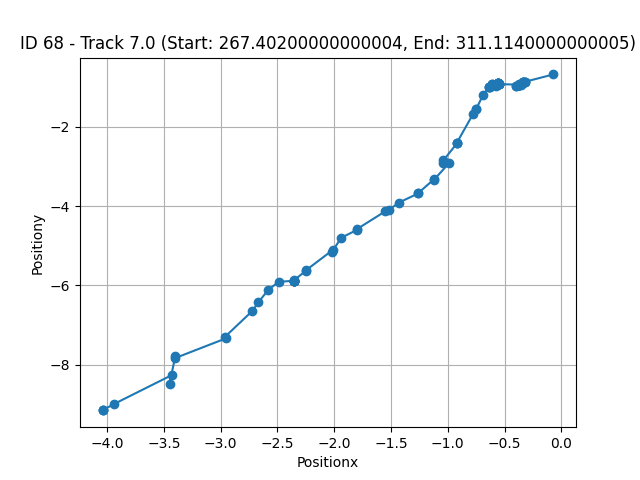 ID 68 - Track 7.0 (Start: 267.40200000000004, End: 311.1140000000005)
Positiony
−2
−4
−6
−8
−4.0 −3.5 −3.0 −2.5 −2.0 −1.5 −1.0 −0.5 0.0
Positionx